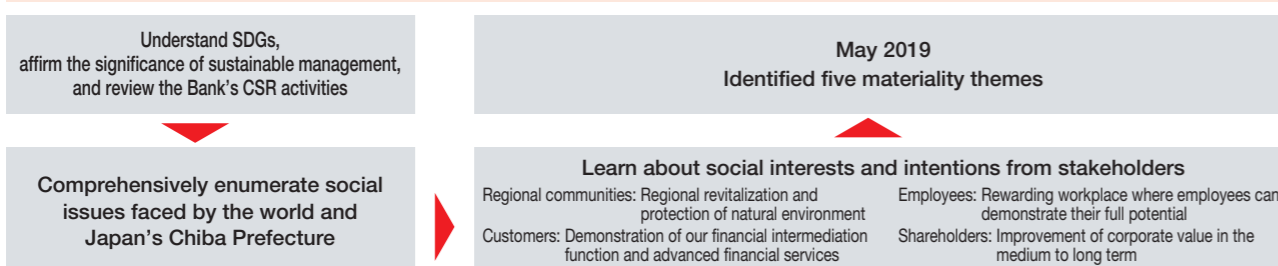 Understand SDGs,
affirm the significance of sustainable management,
and review the Bank's CSR activities
Comprehensively enumerate social
issues faced by the world and
Japan's Chiba Prefecture
Learn about social interests and intentions from stakeholders
Regional communities: Regional revitalization and
protection of natural environment
Customers: Demonstration of our financial intermediation
function and advanced financial services
Employees: Rewarding workplace where employees can
demonstrate their full potential
Shareholders: Improvement of corporate value in the
medium to long term
May 2019
Identified five materiality themes